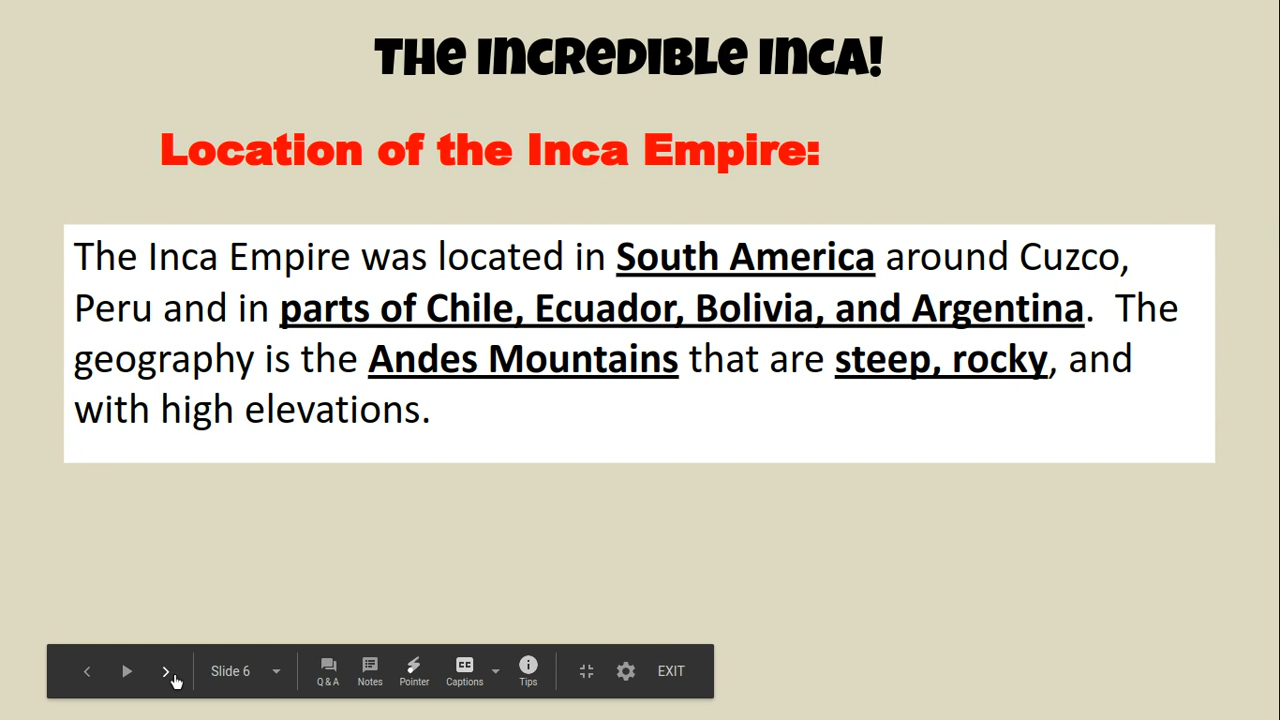 THE INCREDIBLE INCA!
Location of the Inca Empire:
The Inca Empire was located in South America around Cuzco,
Peru and in parts of Chile, Ecuador, Bolivia, and Argentina.  The
geography is the Andes Mountains that are steep, rocky, and
with high elevations.
Slide 6
Q & A
Notes
Pointer
CC
Captions
Tips
EXIT